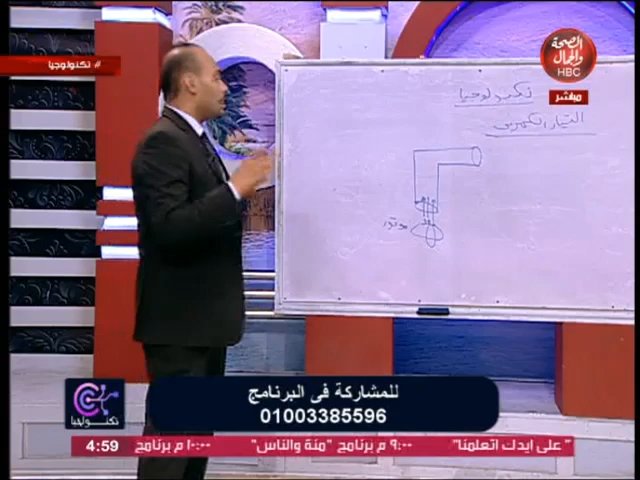 الصحة
والجمال
HBC
مباشر
#تكنولوجيا
تكنولوجيا
التيار الكهربى
موتور
للمشاركة فى البرنامج
01003385596
تكنولوجيا
4:59
"على ايدك اتعلمنا" ٩:٠٠ م برنامج "منة والناس" ١٠:٠٠ م برنامج